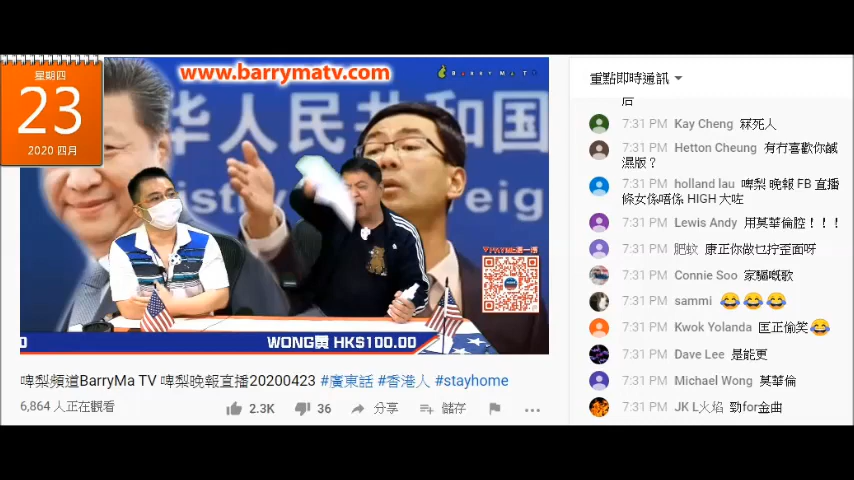 星期四
23
2020 四月
www.barrymatv.com
BARRYMATV
华人民共和国
istry
eig
PAYME
WONG勇 HK$100.00
啤梨頻道BarryMa TV 啤梨晚報直播20200423 #廣東話 #香港人 #stayhome
6,864 人正在觀看
2.3K
36
分享
儲存
重點即時通訊
后
7:31 PM Kay Cheng 冧死人
7:31 PM Hetton Cheung 有冇喜歡你鹹
濕版？
7:31 PM holland lau 啤梨 晚報 FB 直播
條女係唔係 HIGH 大咗
7:31 PM Lewis Andy 用莫華倫腔！！！
7:31 PM 肥蚊 康正你做乜拧歪面呀
7:31 PM Connie Soo 家驅嘅歌
7:31 PM sammi 😂😂😂
7:31 PM Kwok Yolanda 匡正偷笑😂
7:31 PM Dave Lee 是能更
7:31 PM Michael Wong 莫華倫
7:31 PM JK L火焰 勁for金曲